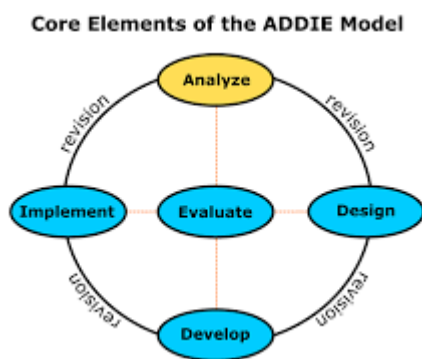 Core Elements of the ADDIE Model
Analyze
revision
revision
Implement
Evaluate
Design
revision
revision
Develop